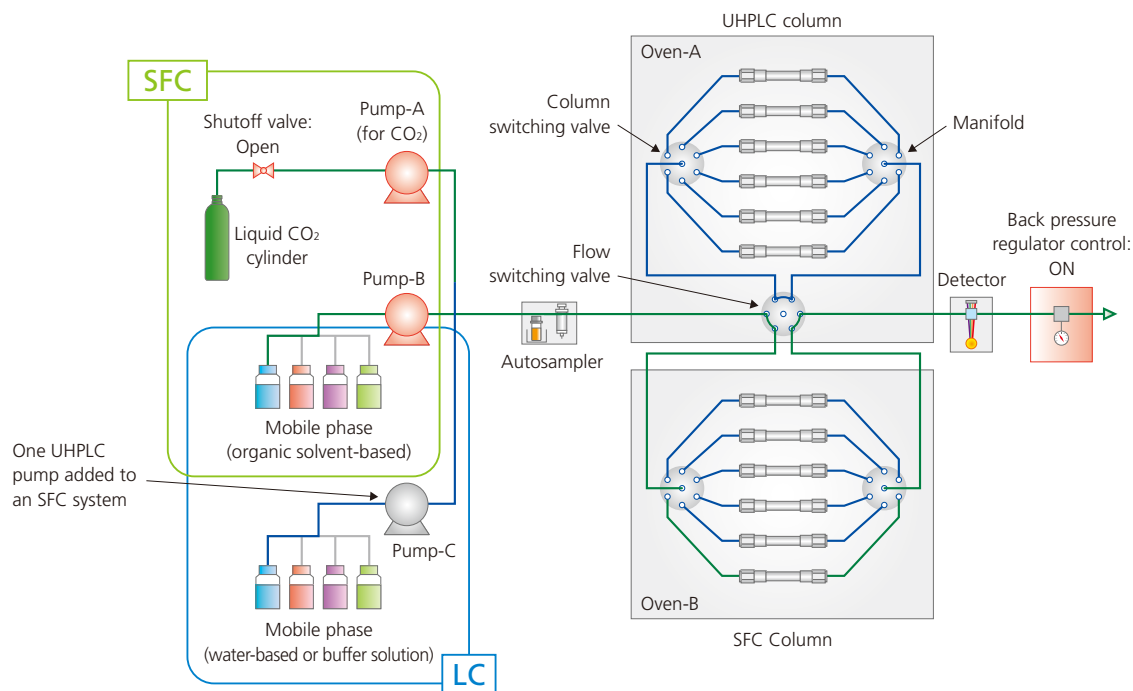 SFC
Shutoff valve:
Open
Pump-A
(for CO₂)
Liquid CO₂
cylinder
Pump-B
Mobile phase
(organic solvent-based)
One UHPLC
pump added to
an SFC system
Pump-C
Mobile phase
(water-based or buffer solution)
LC
Autosampler
UHPLC column
Oven-A
Column
switching valve
Manifold
Flow
switching valve
Detector
Back pressure
regulator control:
ON
Oven-B
SFC Column